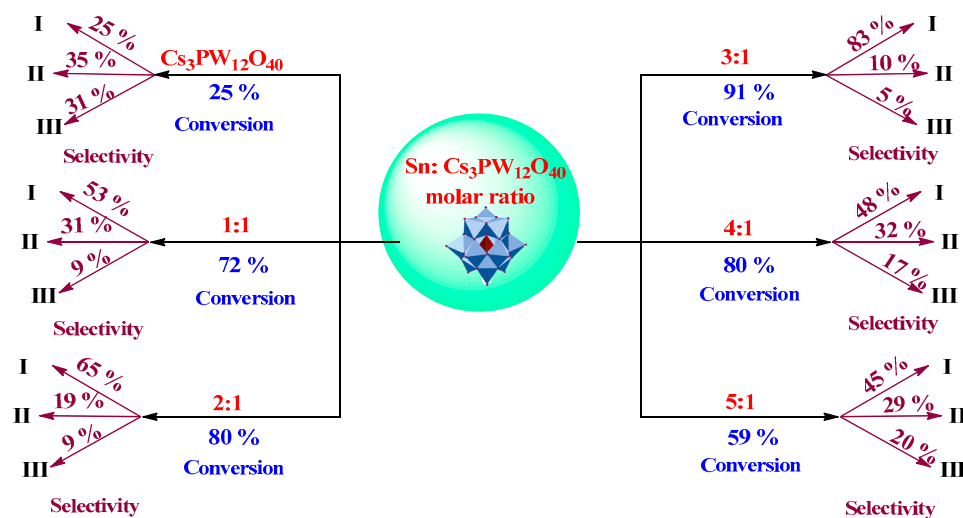 I
25 %
II
35 %
III
31 %
Selectivity
Cs3PW12O40
25 %
Conversion
I
53 %
II
31 %
III
9 %
Selectivity
1:1
72 %
Conversion
I
65 %
II
19 %
III
9 %
Selectivity
2:1
80 %
Conversion
Sn: Cs3PW12O40
molar ratio
3:1
91 %
Conversion
83 %
I
10 %
II
5 %
III
Selectivity
4:1
80 %
Conversion
48 %
I
32 %
II
17 %
III
Selectivity
5:1
59 %
Conversion
45 %
I
29 %
II
20 %
III
Selectivity